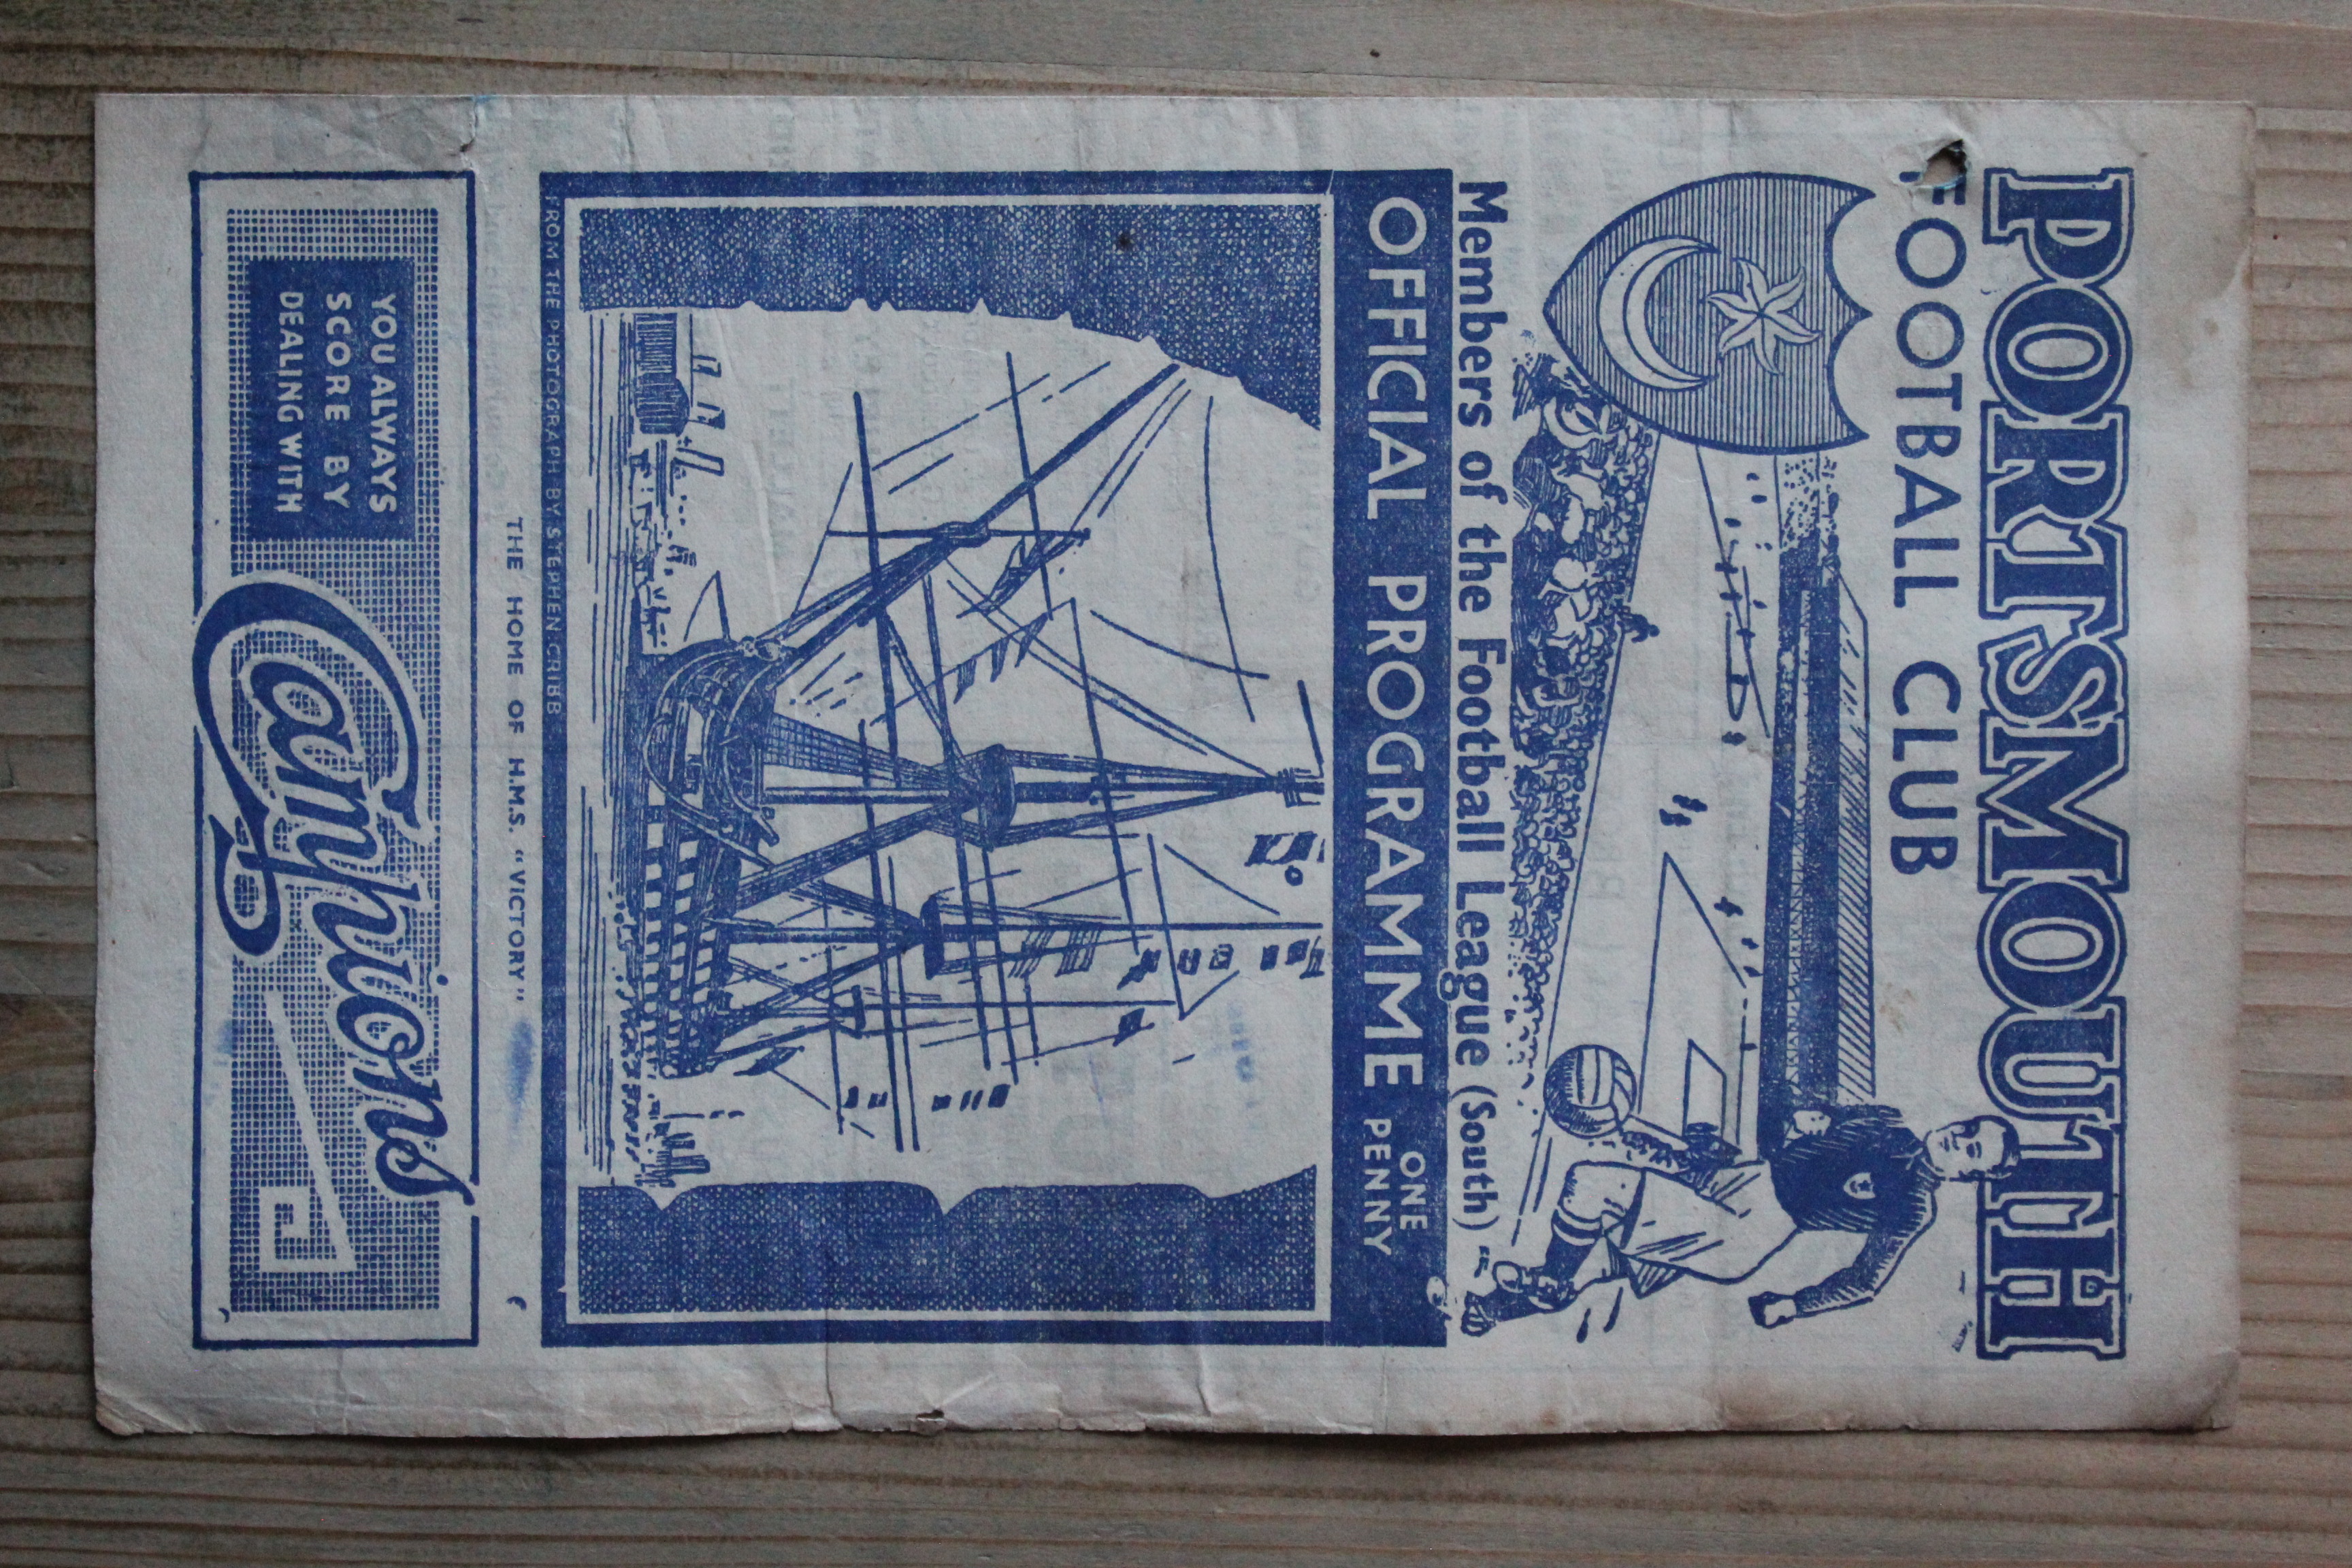 PORTSMOUTH
FOOTBALL CLUB
Members of the Football League (South)
OFFICIAL PROGRAMME ONE PENNY
FROM THE PHOTOGRAPH BY STEPHEN CRIBB
THE HOME OF H.M.S. "VICTORY"
YOU ALWAYS
SCORE BY
DEALING WITH
Camphions